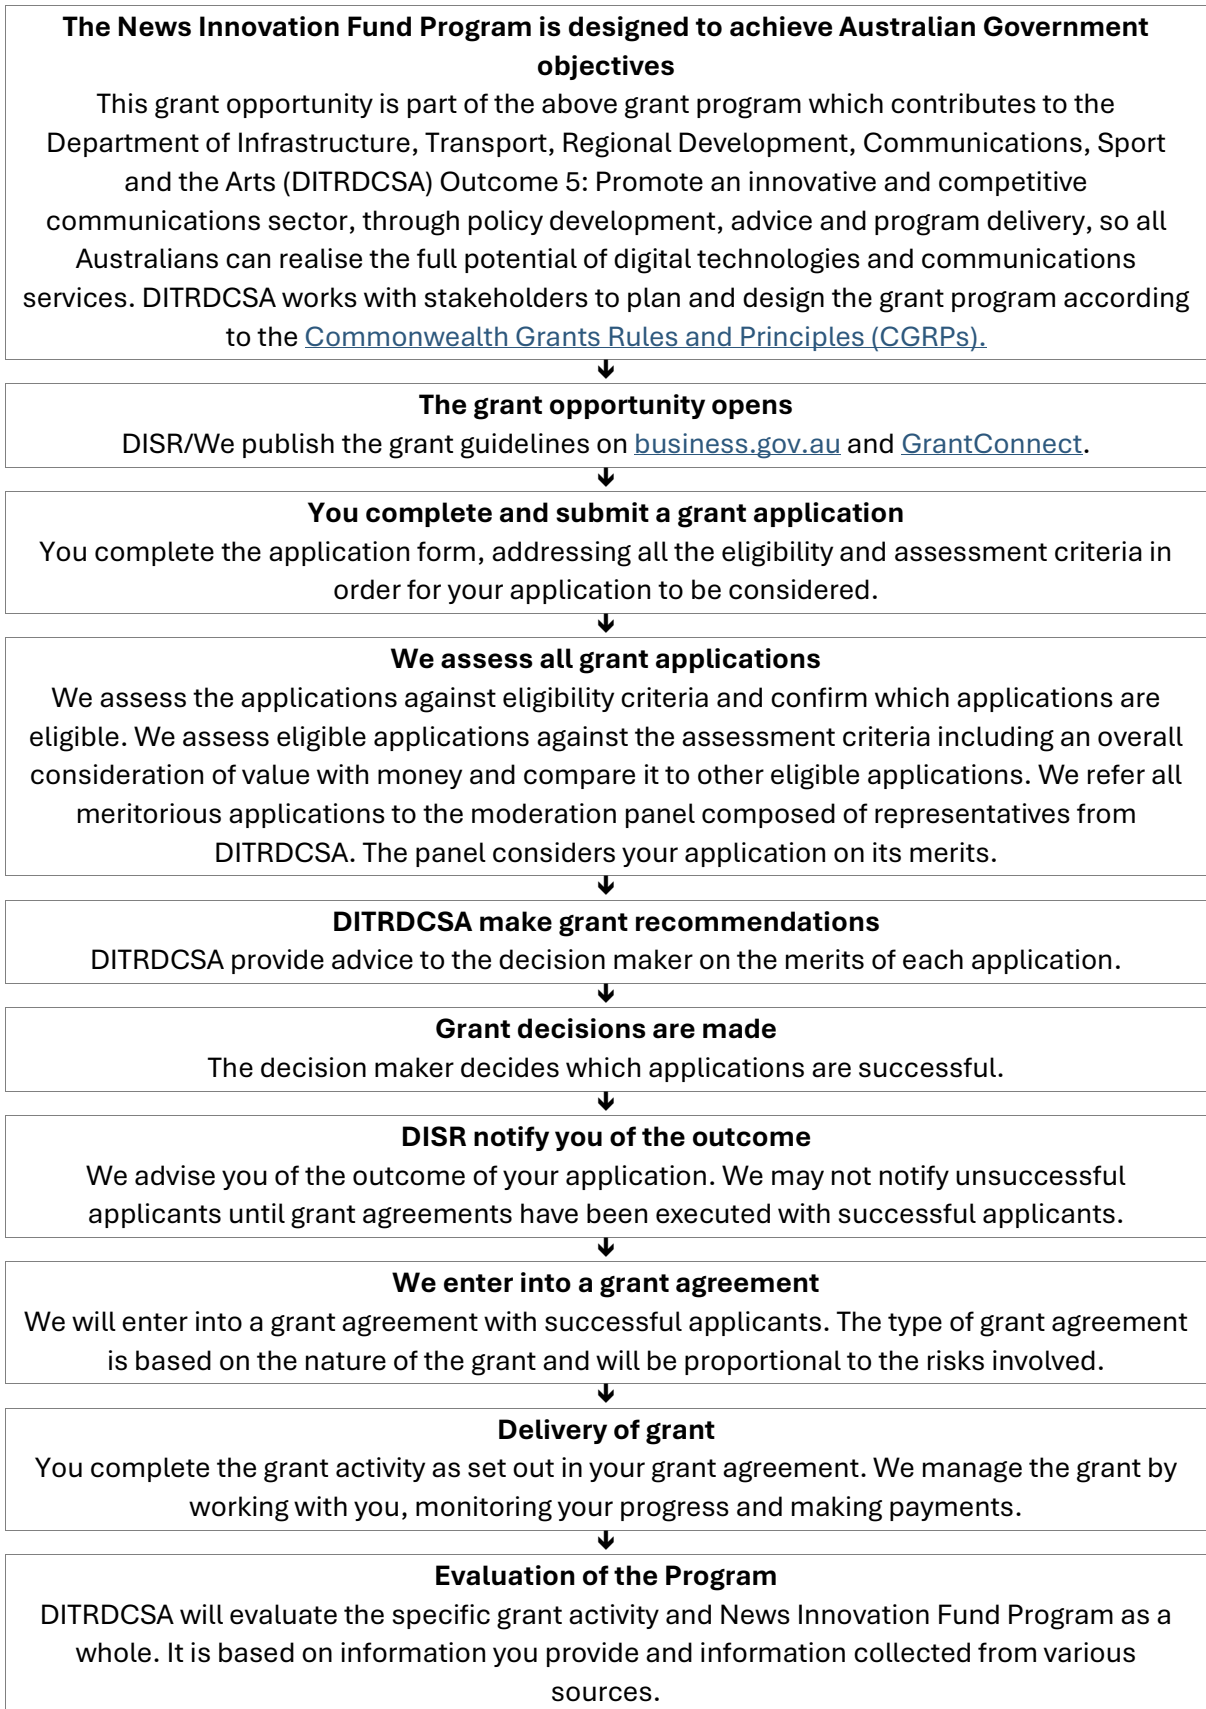 The News Innovation Fund Program is designed to achieve Australian Government
objectives
This grant opportunity is part of the above grant program which contributes to the
Department of Infrastructure, Transport, Regional Development, Communications, Sport
and the Arts (DITRDCSA) Outcome 5: Promote an innovative and competitive
communications sector, through policy development, advice and program delivery, so all
Australians can realise the full potential of digital technologies and communications
services. DITRDCSA works with stakeholders to plan and design the grant program according
to the Commonwealth Grants Rules and Principles (CGRPs).
The grant opportunity opens
DISR/We publish the grant guidelines on business.gov.au and GrantConnect.
You complete and submit a grant application
You complete the application form, addressing all the eligibility and assessment criteria in
order for your application to be considered.
We assess all grant applications
We assess the applications against eligibility criteria and confirm which applications are
eligible. We assess eligible applications against the assessment criteria including an overall
consideration of value with money and compare it to other eligible applications. We refer all
meritorious applications to the moderation panel composed of representatives from
DITRDCSA. The panel considers your application on its merits.
DITRDCSA make grant recommendations
DITRDCSA provide advice to the decision maker on the merits of each application.
Grant decisions are made
The decision maker decides which applications are successful.
DISR notify you of the outcome
We advise you of the outcome of your application. We may not notify unsuccessful
applicants until grant agreements have been executed with successful applicants.
We enter into a grant agreement
We will enter into a grant agreement with successful applicants. The type of grant agreement
is based on the nature of the grant and will be proportional to the risks involved.
Delivery of grant
You complete the grant activity as set out in your grant agreement. We manage the grant by
working with you, monitoring your progress and making payments.
Evaluation of the Program
DITRDCSA will evaluate the specific grant activity and News Innovation Fund Program as a
whole. It is based on information you provide and information collected from various
sources.